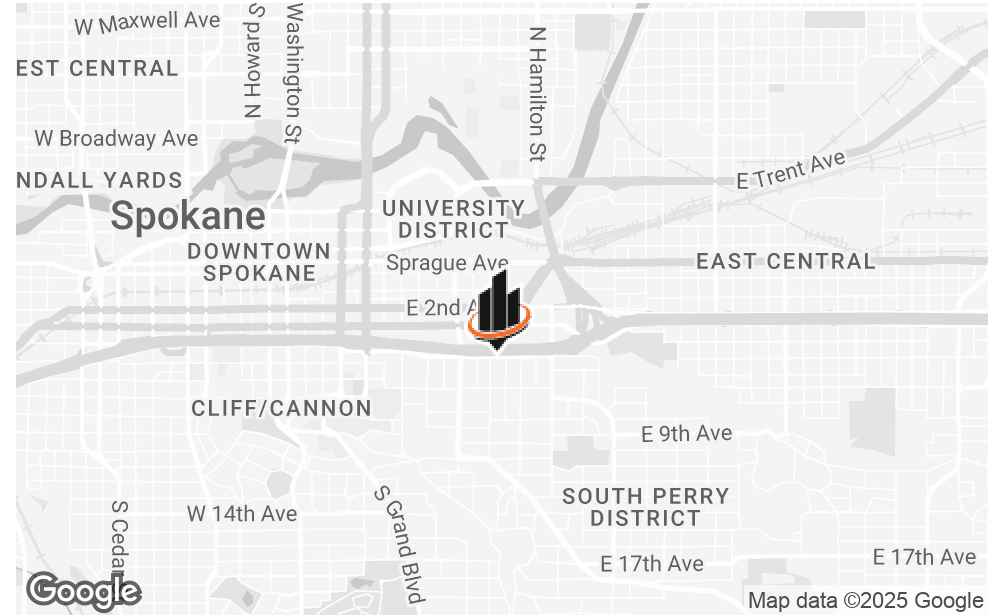 W Maxwell Ave
N Howard S
Washington St
N Hamilton St
EST CENTRAL
W Broadway Ave
E Trent Ave
NDALL YARDS
Spokane
UNIVERSITY
DISTRICT
DOWNTOWN
SPOKANE
Sprague Ave
EAST CENTRAL
E 2nd A
CLIFF/CANNON
E 9th Ave
S Cedar
W 14th Ave
S Grand Blvd
SOUTH PERRY
DISTRICT
E 17th Ave
E 17th Ave
Google
Map data ©2025 Google